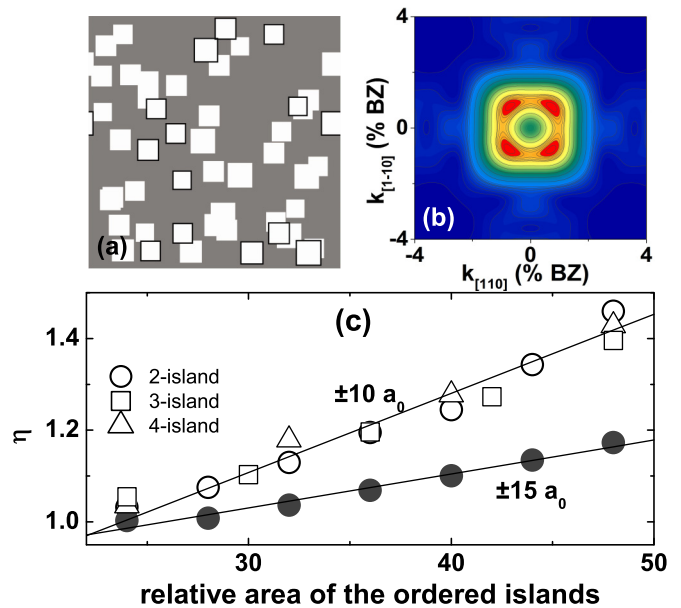 (a)
4
0
-4
k[1-10] (% BZ)
(b)
-4 0 4
k[110] (% BZ)
(c)
1.4
1.2
1.0
η
2-island
3-island
4-island
±10 a0
±15 a0
30 40 50
relative area of the ordered islands